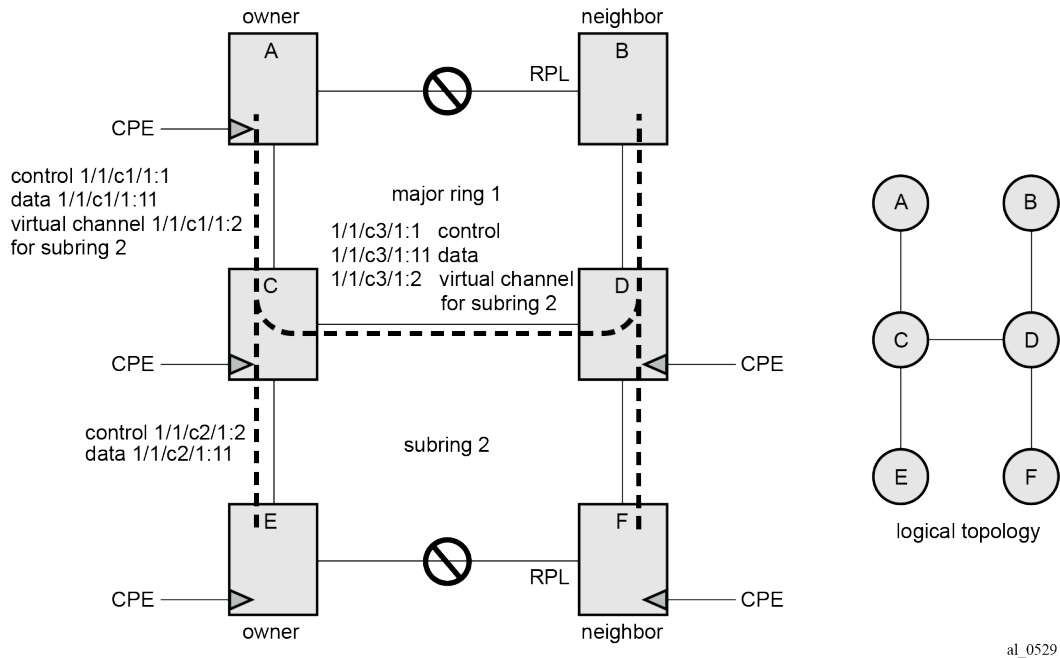 owner
neighbor
A
B
RPL
CPE
control 1/1/c1/1:1
data 1/1/c1/1:11
virtual channel 1/1/c1/1:2
for subring 2
major ring 1
1/1/c3/1:1 control
1/1/c3/1:11 data
1/1/c3/1:2 virtual channel
for subring 2
C
D
CPE
CPE
control 1/1/c2/1:2
data 1/1/c2/1:11
subring 2
E
F
RPL
CPE
CPE
owner
neighbor
A
B
C
D
E
F
logical topology
al_0529